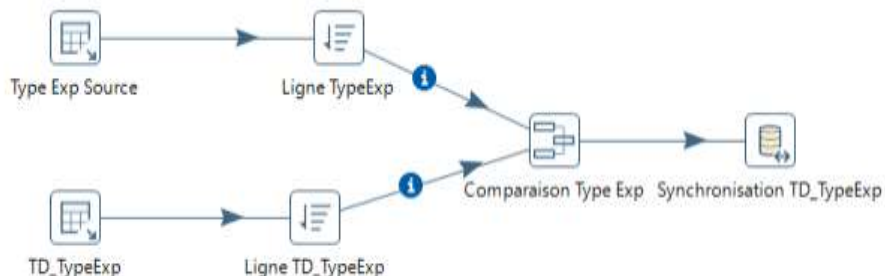 Type Exp Source
Ligne TypeExp
Comparaison Type Exp
Synchronisation TD_TypeExp
TD_TypeExp
Ligne TD_TypeExp